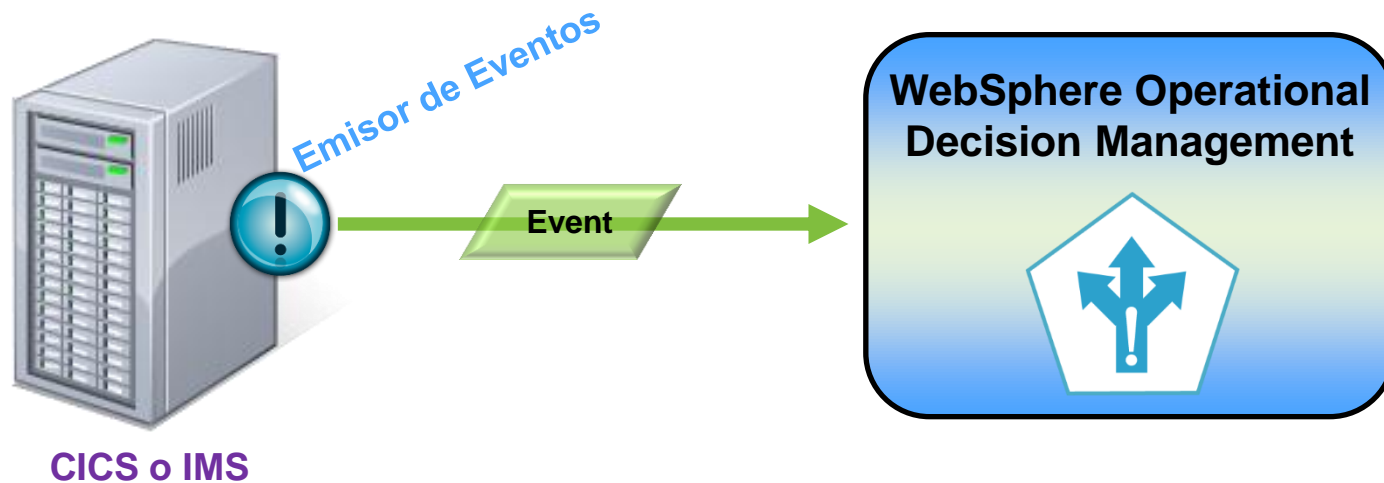 Emisor de Eventos
WebSphere Operational
Decision Management
Event
CICS o IMS